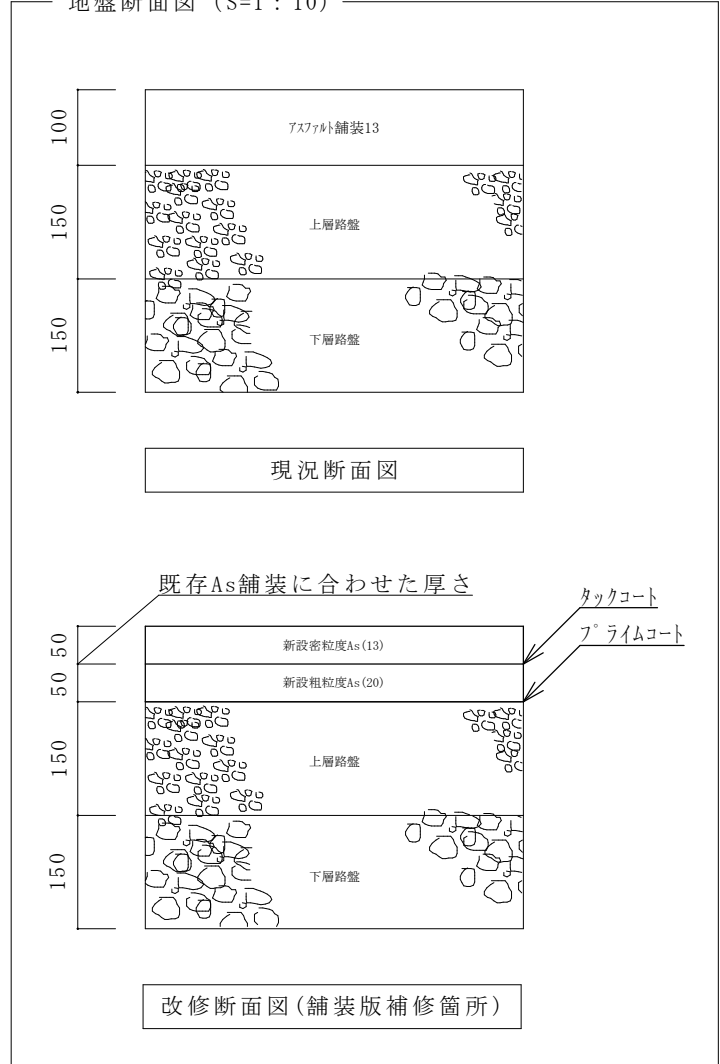 地盤断面図 (S=1:10)
100
アスファルト舗装13
150
上層路盤
150
下層路盤
現況断面図
既存As舗装に合わせた厚さ
タックコート
プライムコート
50
新設密粒度As(13)
50
新設粗粒度As(20)
150
上層路盤
150
下層路盤
改修断面図(舗装版補修箇所)